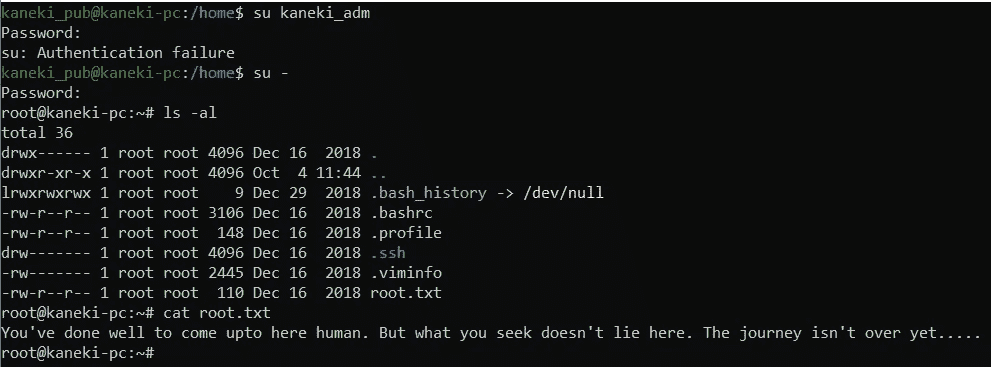 kaneki_pub@kaneki-pc:/home$ su kaneki_adm
Password:
su: Authentication failure
kaneki_pub@kaneki-pc:/home$ su -
Password:
root@kaneki-pc:~# ls -al
total 36
drwx------ 1 root root 4096 Dec 16  2018 .
drwxr-xr-x 1 root root 4096 Oct  4 11:44 ..
lrwxrwxrwx 1 root root    9 Dec 29  2018 .bash_history -> /dev/null
-rw-r--r-- 1 root root 3106 Dec 16  2018 .bashrc
-rw-r--r-- 1 root root  148 Dec 16  2018 .profile
drw------- 1 root root 4096 Dec 16  2018 .ssh
-rw------- 1 root root 2445 Dec 16  2018 .viminfo
-rw-r--r-- 1 root root  110 Dec 16  2018 root.txt
root@kaneki-pc:~# cat root.txt
You've done well to come upto here human. But what you seek doesn't lie here. The journey isn't over yet.....
root@kaneki-pc:~#